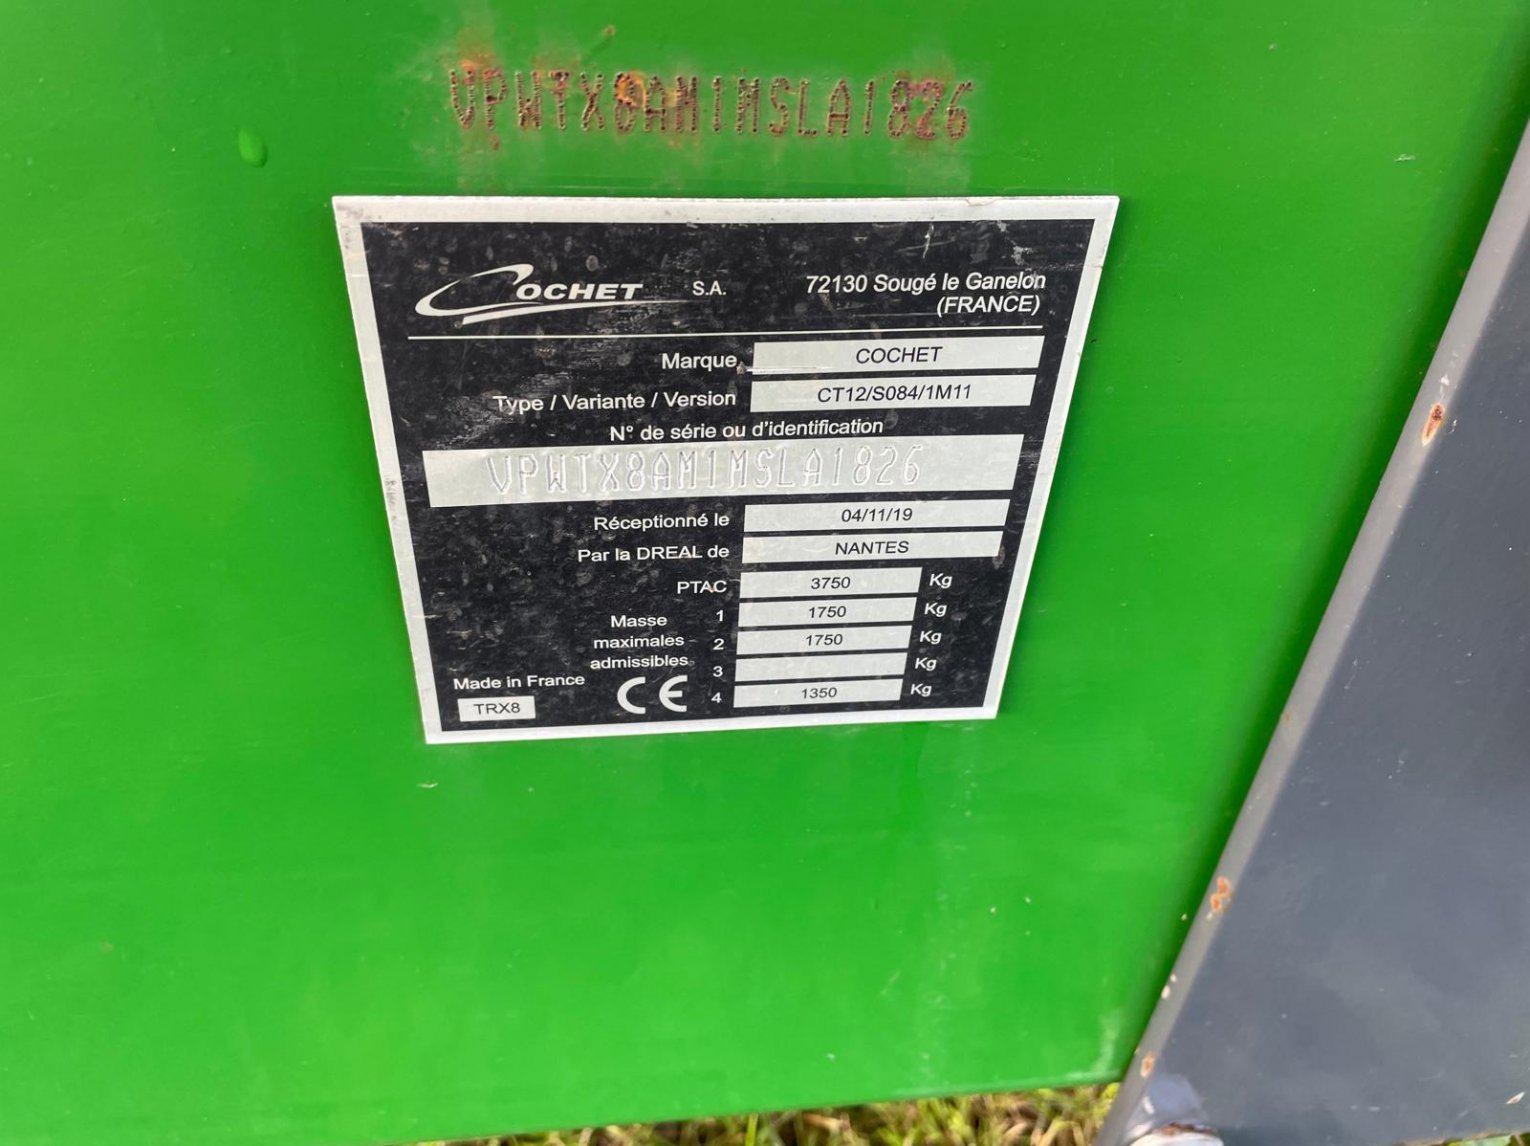 VPWTX8AM1MSLA1826
COCHET S.A. 72130 Sougé le Ganelon
(FRANCE)
Marque COCHET
Type / Variante / Version CT12/S084/1M11
N° de série ou d'identification
VPWTX8AM1MSLA1826
Réceptionné le 04/11/19
Par la DREAL de NANTES
PTAC 3750 Kg
Masse maximales admissibles 1 1750 Kg
2 1750 Kg
3 Kg
4 1350 Kg
Made in France CE
TRX8